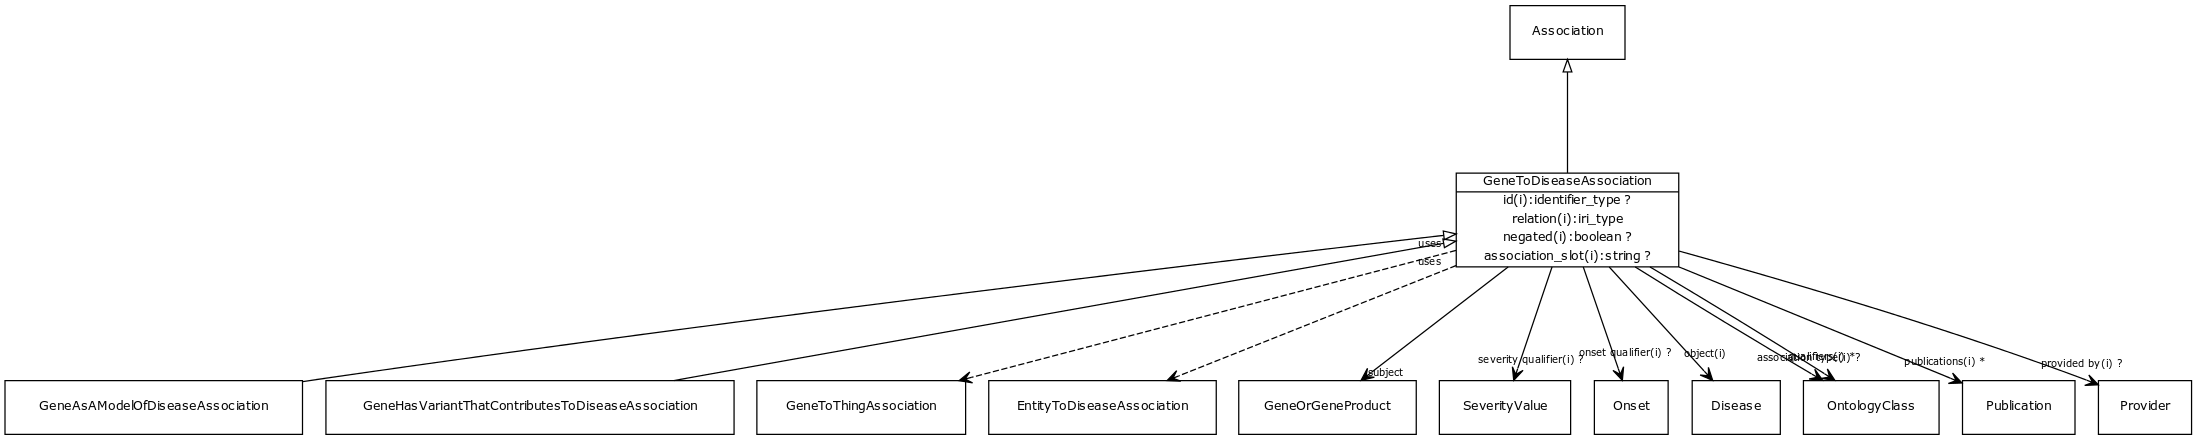 Association
GeneToDiseaseAssociation
id(i):identifier_type ?
relation(i):iri_type
negated(i):boolean ?
association_slot(i):string ?
uses
uses
severity qualifier(i) ?
onset qualifier(i) ?
object(i)
association type(i) ?
qualifiers(i) *
publications(i) *
provided by(i) ?
subject
GeneAsAModelOfDiseaseAssociation
GeneHasVariantThatContributesToDiseaseAssociation
GeneToThingAssociation
EntityToDiseaseAssociation
GeneOrGeneProduct
SeverityValue
Onset
Disease
OntologyClass
Publication
Provider